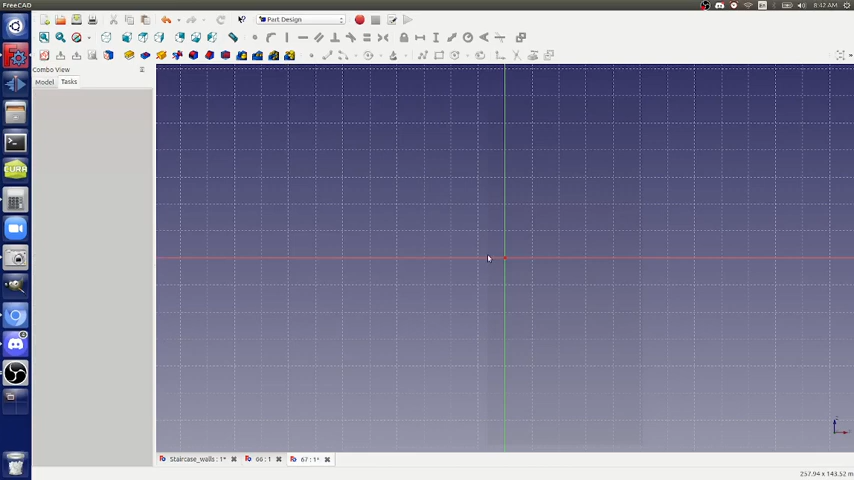 FreeCAD
8:42 AM
Part Design
Combo View
Model Tasks
CURA
Staircase_walls : 1*
66 : 1
67 : 1*
257.94 x 143.52 m